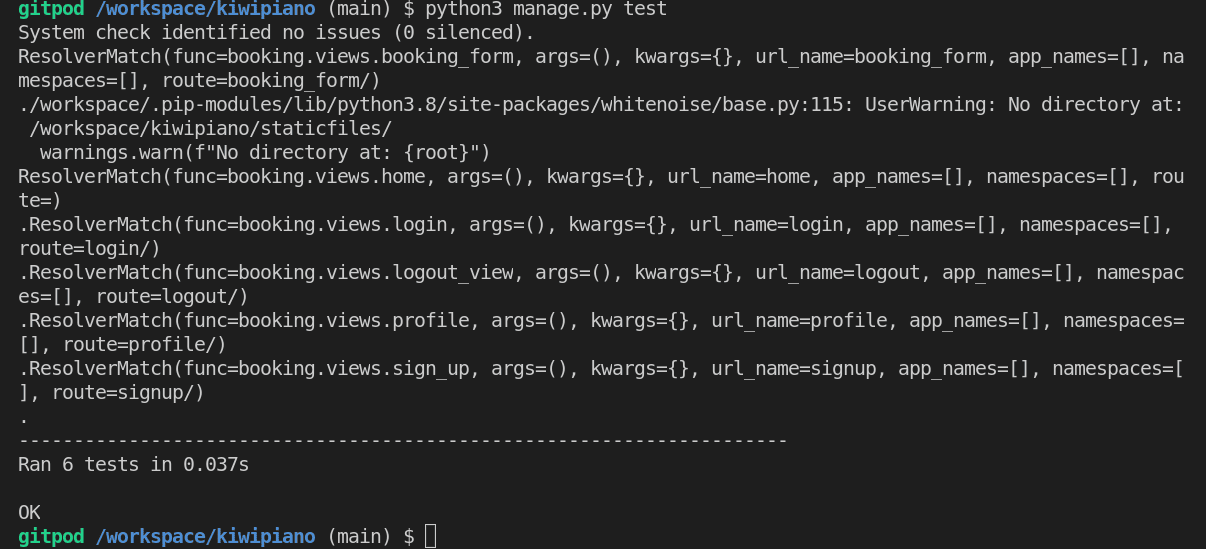 gitpod /workspace/kiwipiano (main) $ python3 manage.py test
System check identified no issues (0 silenced).
ResolverMatch(func=booking.views.booking_form, args=(), kwargs={}, url_name=booking_form, app_names=[], na
mespaces=[], route=booking_form/)
./workspace/.pip-modules/lib/python3.8/site-packages/whitenoise/base.py:115: UserWarning: No directory at:
 /workspace/kiwipiano/staticfiles/
  warnings.warn(f"No directory at: {root}")
ResolverMatch(func=booking.views.home, args=(), kwargs={}, url_name=home, app_names=[], namespaces=[], rou
te=)
.ResolverMatch(func=booking.views.login, args=(), kwargs={}, url_name=login, app_names=[], namespaces=[],
route=login/)
.ResolverMatch(func=booking.views.logout_view, args=(), kwargs={}, url_name=logout, app_names=[], namespac
es=[], route=logout/)
.ResolverMatch(func=booking.views.profile, args=(), kwargs={}, url_name=profile, app_names=[], namespaces=
[], route=profile/)
.ResolverMatch(func=booking.views.sign_up, args=(), kwargs={}, url_name=signup, app_names=[], namespaces=[
], route=signup/)
.
----------------------------------------------------------------------
Ran 6 tests in 0.037s

OK
gitpod /workspace/kiwipiano (main) $